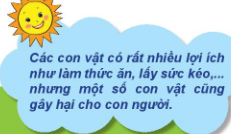 Các con vật có rất nhiều lợi ích
như làm thức ăn, lấy sức kéo,...
nhưng một số con vật cũng
gây hại cho con người.